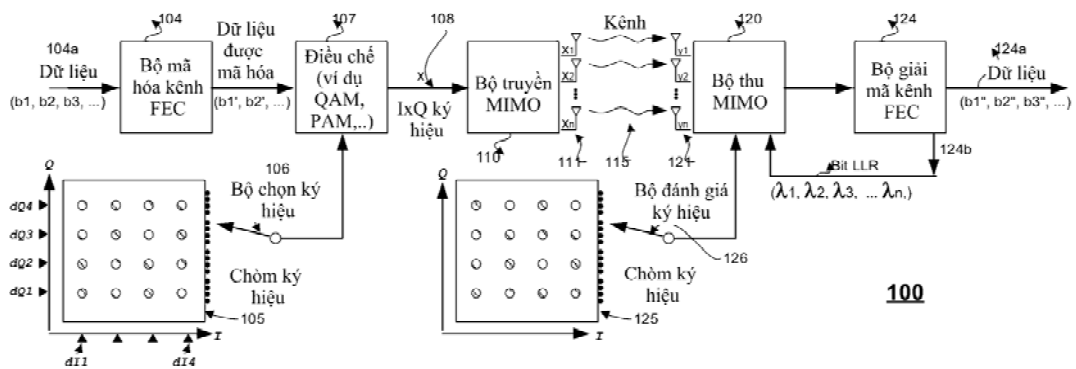 104
107
108
120
124
104a
Dữ liệu
(b1, b2, b3, ...)
Bộ mã
hóa kênh
FEC
Dữ liệu
được
mã hóa
(b1', b2', ...)
Điều chế
(ví dụ
QAM,
PAM,..)
X
IxQ ký
hiệu
Bộ truyền
MIMO
110
X1
X2
Xn
Kênh
111
115
121
y1
y2
yn
Bộ thu
MIMO
Bộ giải
mã kênh
FEC
124a
Dữ liệu
(b1", b2", b3", ...)
124b
Bit LLR
(λ1, λ2, λ3, ... λn,)
Q
dQ4
dQ3
dQ2
dQ1
106
Bộ chọn ký
hiệu
Chòm ký
hiệu
105
I
dI1
dI4
Q
Bộ đánh giá
ký hiệu
126
Chòm ký
hiệu
125
I
100